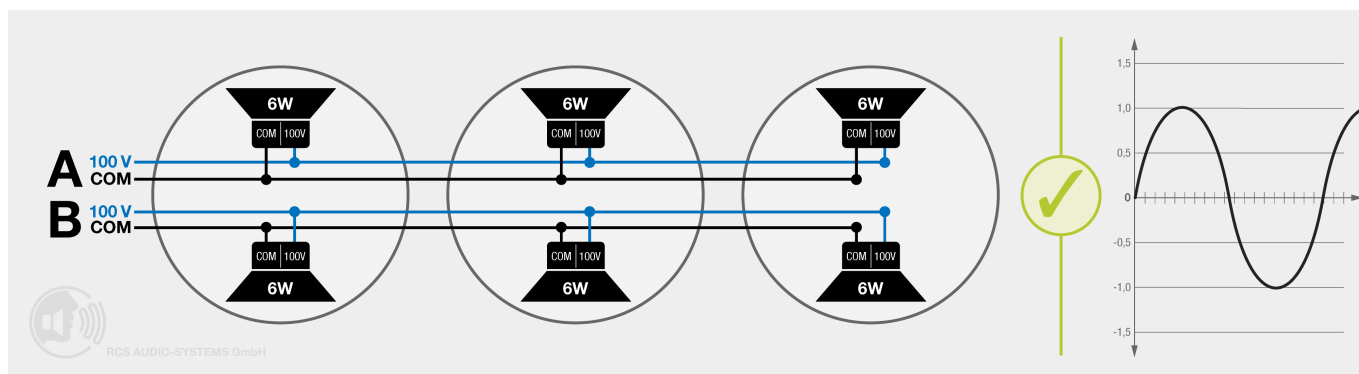 6W 6W 6W
COM 100V COM 100V COM 100V
A 100 V
COM
B 100 V
COM
COM 100V COM 100V COM 100V
6W 6W 6W
RCS AUDIO-SYSTEMS GmbH
1,5
1,0
0,5
0
-0,5
-1,0
-1,5